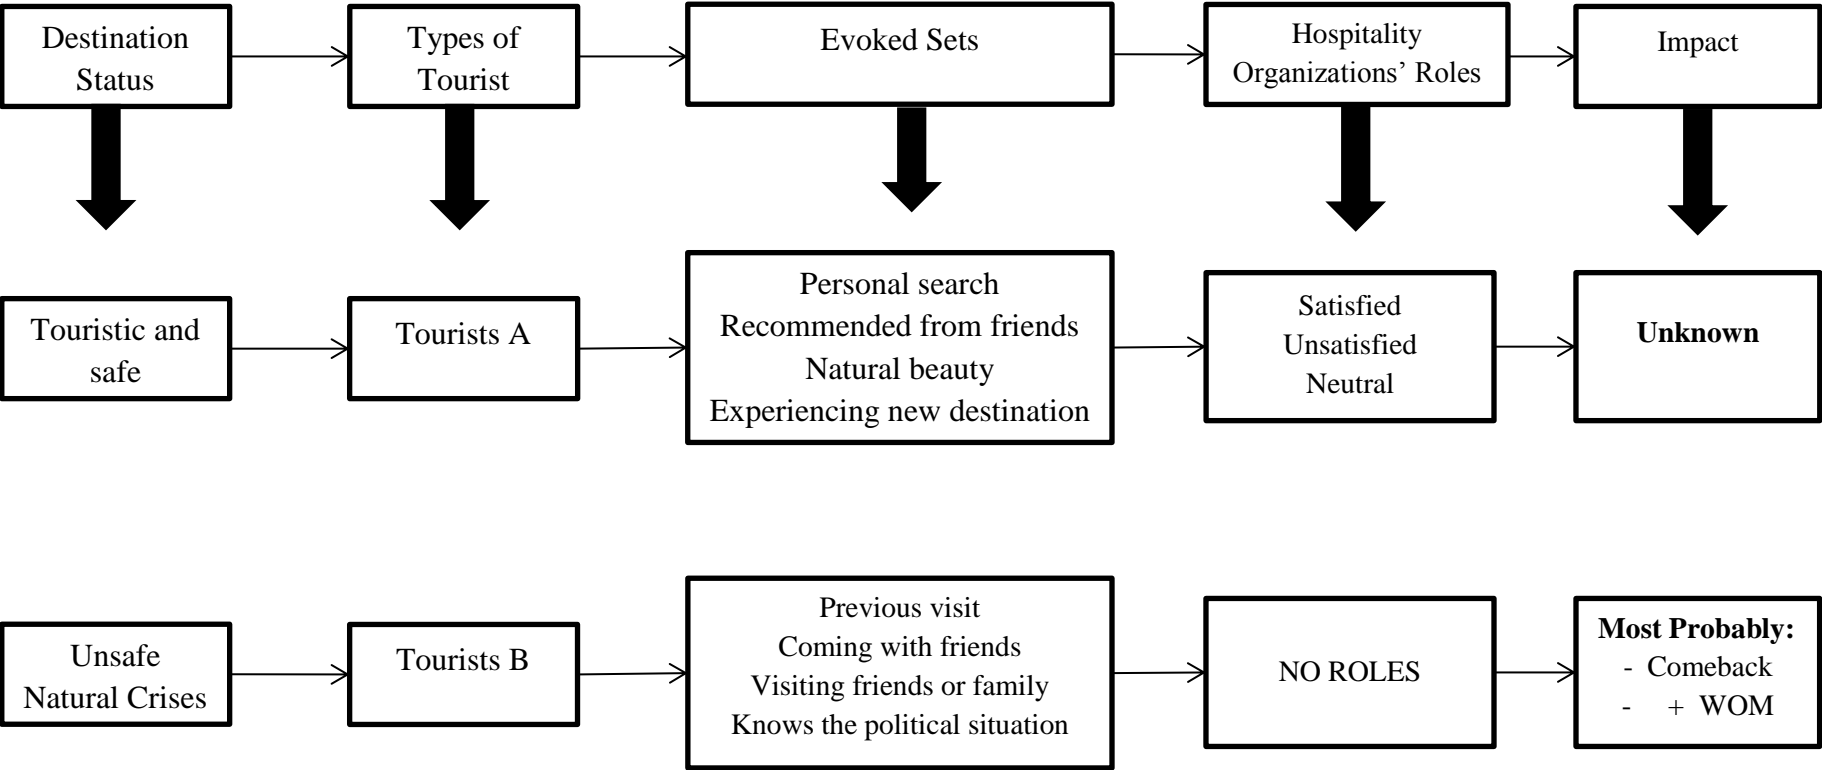 Destination
Status
Types of
Tourist
Evoked Sets
Hospitality
Organizations’ Roles
Impact
Touristic and
safe
Tourists A
Personal search
Recommended from friends
Natural beauty
Experiencing new destination
Satisfied
Unsatisfied
Neutral
Unknown
Unsafe
Natural Crises
Tourists B
Previous visit
Coming with friends
Visiting friends or family
Knows the political situation
NO ROLES
Most Probably:
- Comeback
- + WOM